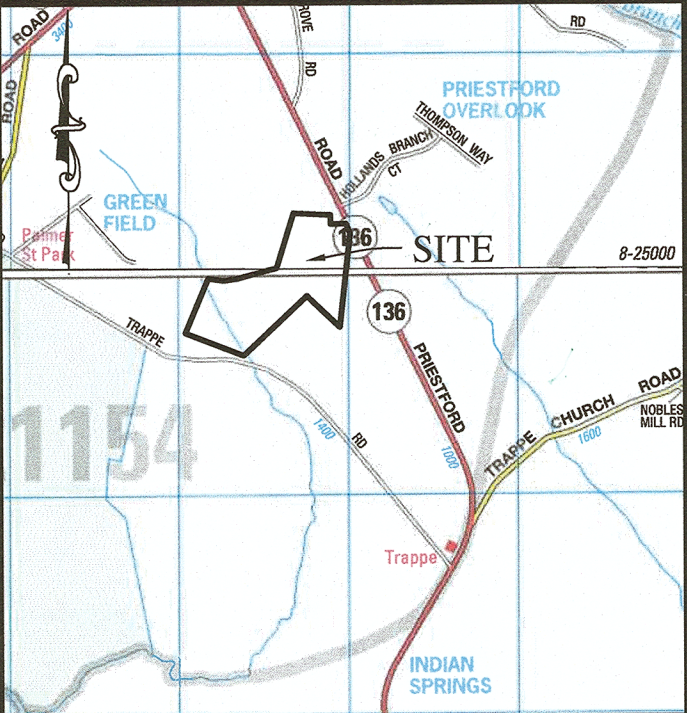 ROAD
3400
ROAD
ROVE
RD
RD
Branch
PRIESTFORD
OVERLOOK
THOMPSON WAY
HOLLANDS BRANCH
CT
ROAD
GREEN
FIELD
Palmer
St Park
136
SITE
8-25000
136
TRAPPE
RD
1400
PRIESTFORD
1000
TRAPPE CHURCH ROAD
1600
NOBLES
MILL RD
1154
Trappe
INDIAN
SPRINGS